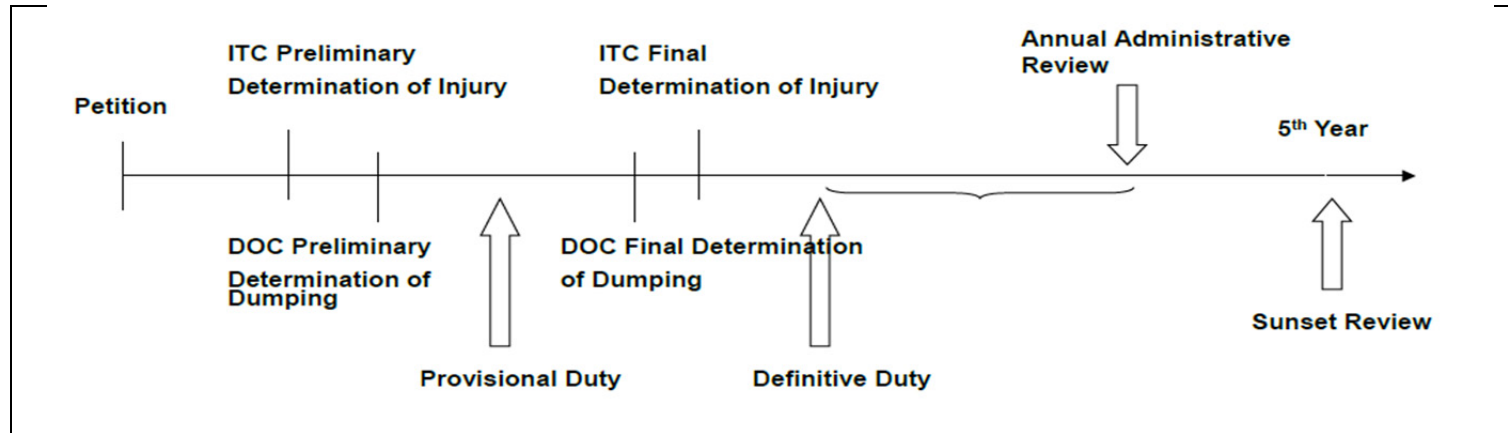 Petition
ITC Preliminary
Determination of Injury
DOC Preliminary
Determination of
Dumping
Provisional Duty
ITC Final
Determination of Injury
DOC Final Determination
of Dumping
Definitive Duty
Annual Administrative
Review
5th Year
Sunset Review